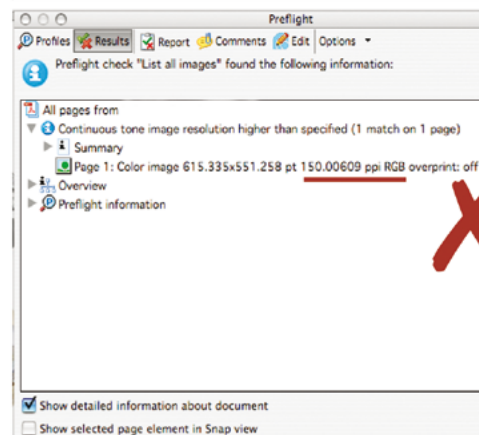 Preflight
Profiles Results Report Comments Edit Options
Preflight check "List all images" found the following information:
All pages from
Continuous tone image resolution higher than specified (1 match on 1 page)
Summary
Page 1: Color image 615.335x551.258 pt 150.00609 ppi RGB overprint: off
Overview
Preflight information
Show detailed information about document
Show selected page element in Snap view